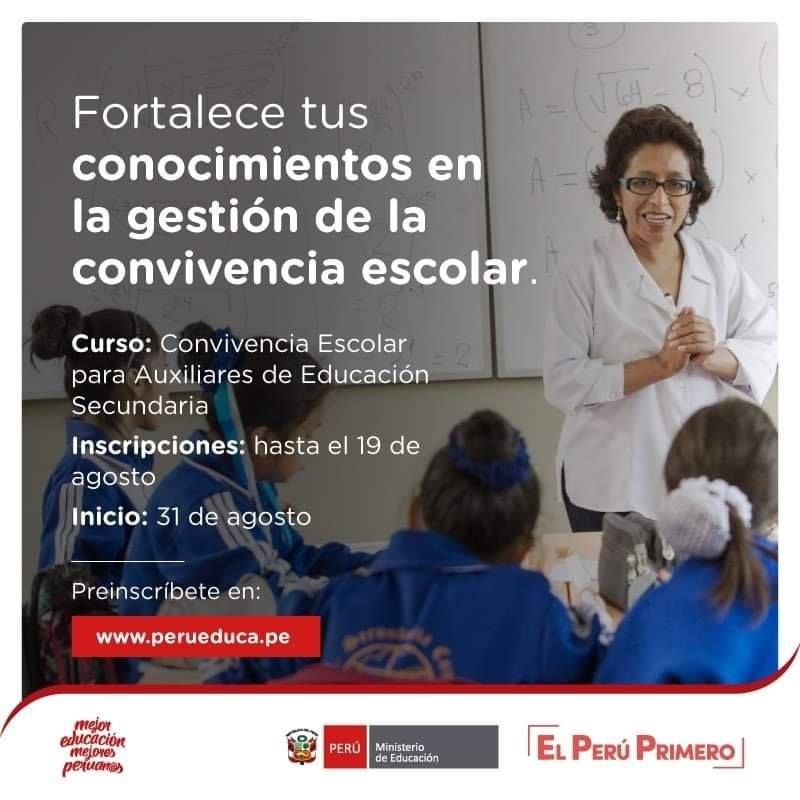 Fortalece tus
conocimientos en
la gestión de la
convivencia escolar.
Curso: Convivencia Escolar
para Auxiliares de Educación
Secundaria
Inscripciones: hasta el 19 de
agosto
Inicio: 31 de agosto
Preinscríbete en:
www.perueduca.pe
A = (√64 - 8) x
A =
mejor
educación
mejores
peruanos
PERÚ
Ministerio
de Educación
EL PERÚ PRIMERO